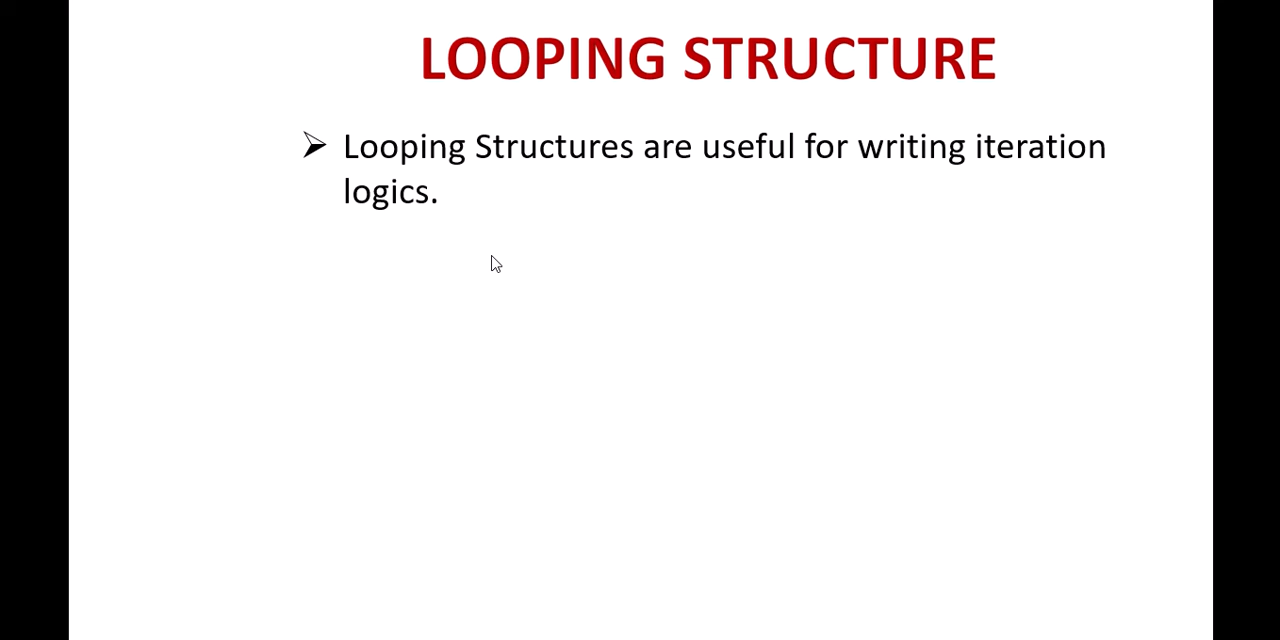 LOOPING STRUCTURE
➢ Looping Structures are useful for writing iteration
logics.